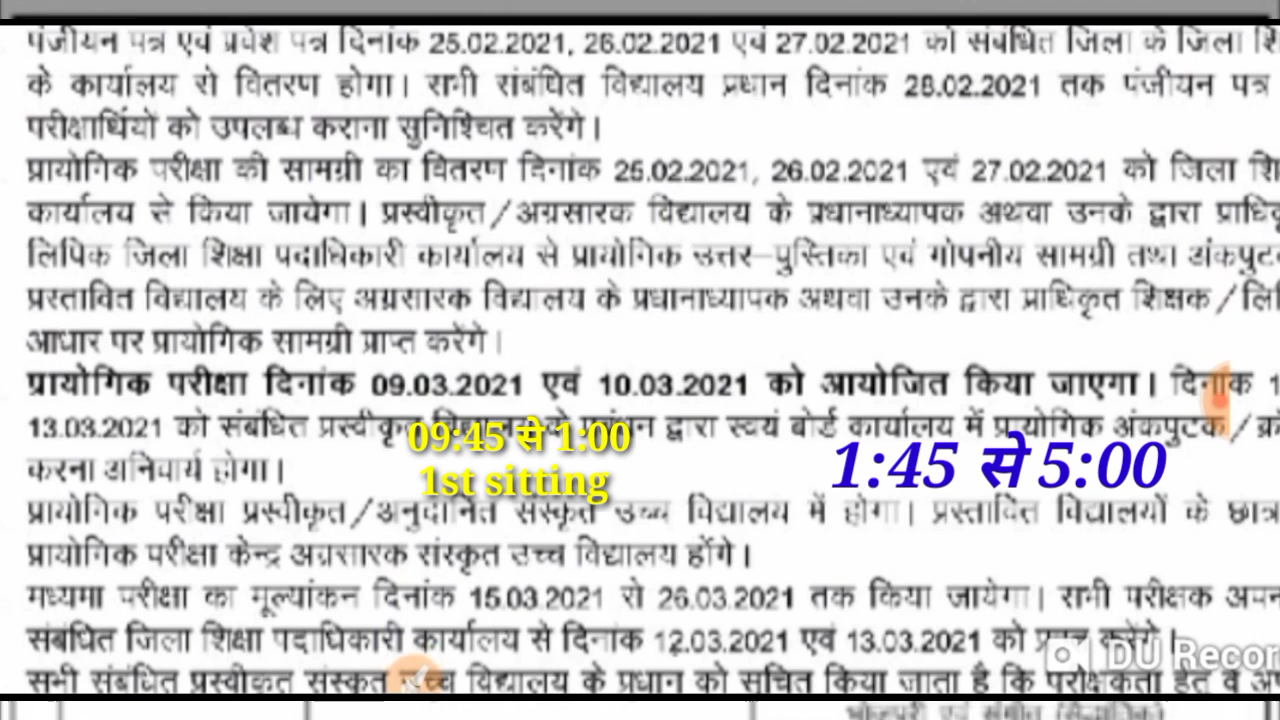 पंजीयन पत्र एवं प्रवेश पत्र दिनांक 25.02.2021, 26.02.2021 एवं 27.02.2021 को संबंधित जिला के जिला शि
के कार्यालय से वितरण होगा। सभी संबंधित विद्यालय प्रधान दिनांक 28.02.2021 तक पंजीयन पत्र
परीक्षार्थियों को उपलब्ध कराना सुनिश्चित करेंगे।
प्रायोगिक परीक्षा की सामग्री का वितरण दिनांक 25.02.2021, 26.02.2021 एवं 27.02.2021 को जिला शि
कार्यालय से किया जायेगा। प्रस्वीकृत/अग्रसारक विद्यालय के प्रधानाध्यापक अथवा उनके द्वारा प्राधिकृ
लिपिक जिला शिक्षा पदाधिकारी कार्यालय से प्रायोगिक उत्तर-पुस्तिका एवं गोपनीय सामग्री तथा अंकपुट
प्रस्तावित विद्यालय के लिए अग्रसारक विद्यालय के प्रधानाध्यापक अथवा उनके द्वारा प्राधिकृत शिक्षक/लि
आधार पर प्रायोगिक सामग्री प्राप्त करेंगे।
प्रायोगिक परीक्षा दिनांक 09.03.2021 एवं 10.03.2021 को आयोजित किया जाएगा। दिनांक 1
13.03.2021 को संबंधित प्रस्वीकृत द्वारा स्वयं बोर्ड कार्यालय में प्रायोगिक अंकपुटक/
09:45 से 1:00
1st sitting
1:45 से 5:00
करना अनिवार्य होगा।
प्रायोगिक परीक्षा प्रस्वीकृत/अनुदानित संस्कृत उच्च विद्यालय में होगा। प्रस्तावित विद्यालयों के छात्र
प्रायोगिक परीक्षा केन्द्र अग्रसारक संस्कृत उच्च विद्यालय होंगे।
मध्यमा परीक्षा का मूल्यांकन दिनांक 15.03.2021 से 26.03.2021 तक किया जायेगा। सभी परीक्षक अपन
संबंधित जिला शिक्षा पदाधिकारी कार्यालय से दिनांक 12.03.2021 एवं 13.03.2021 को प्राप्त करेंगे।
DU Recor
सभी संबंधित प्रस्वीकृत संस्कृत उच्च विद्यालय के प्रधान को सूचित किया जाता है कि